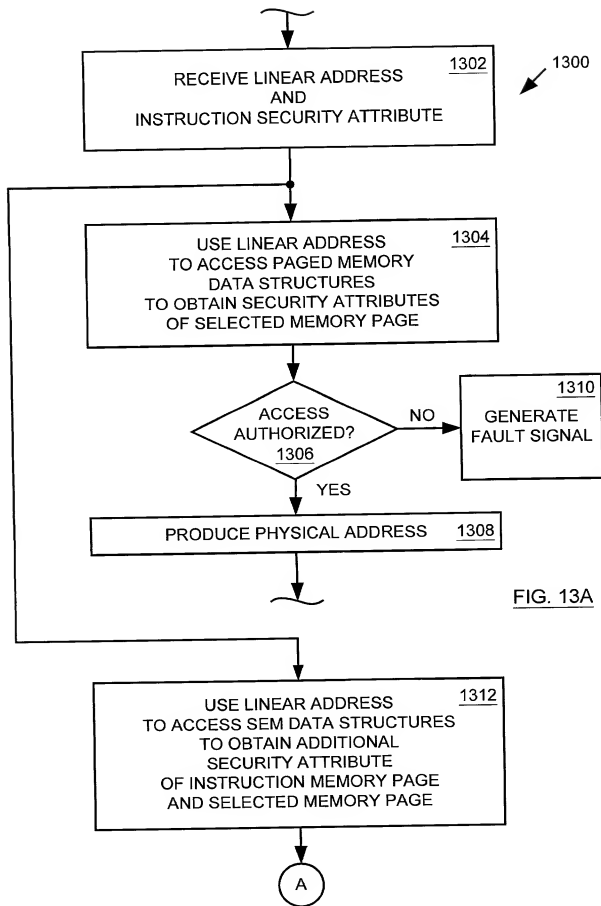 1302
RECEIVE LINEAR ADDRESS
AND
INSTRUCTION SECURITY ATTRIBUTE
1300
USE LINEAR ADDRESS
1304
TO ACCESS PAGED MEMORY
DATA STRUCTURES
TO OBTAIN SECURITY ATTRIBUTES
OF SELECTED MEMORY PAGE
ACCESS
AUTHORIZED?
1306
NO
1310
GENERATE
FAULT SIGNAL
YES
PRODUCE PHYSICAL ADDRESS
1308
FIG. 13A
USE LINEAR ADDRESS
1312
TO ACCESS SEM DATA STRUCTURES
TO OBTAIN ADDITIONAL
SECURITY ATTRIBUTE
OF INSTRUCTION MEMORY PAGE
AND SELECTED MEMORY PAGE
A